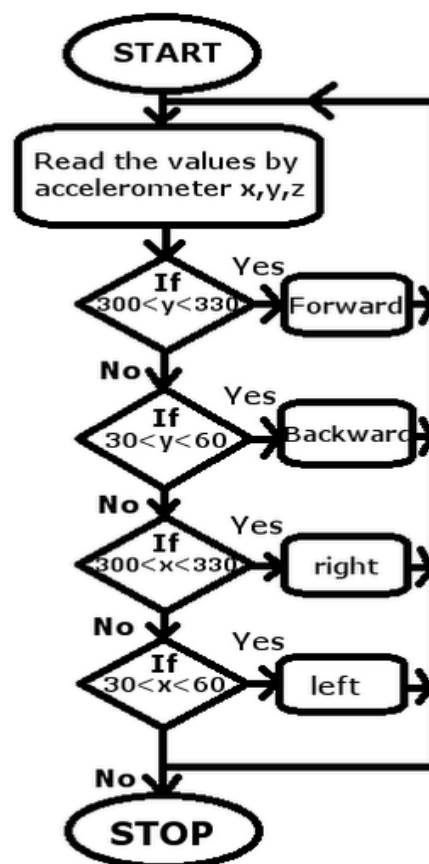 START
Read the values by
accelerometer x,y,z
If
300<y<330
Yes
Forward
No
If
30<y<60
Yes
Backward
No
If
300<x<330
Yes
right
No
If
30<x<60
Yes
left
No
STOP